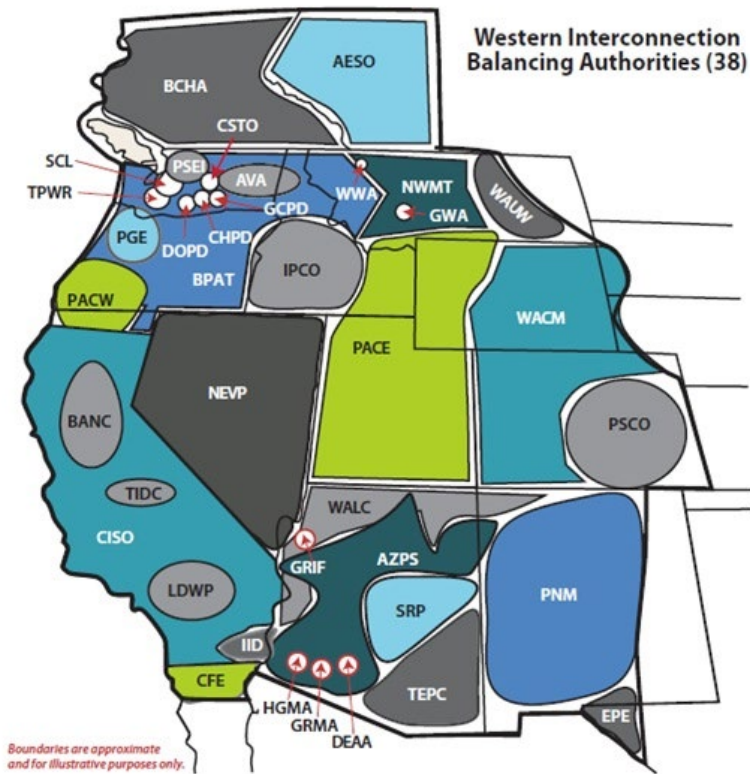 Western Interconnection
Balancing Authorities (38)
AESO
BCHA
CSTO
SCL
PSEI
AVA
TPWR
WWA
NWMT
WAUW
GWA
GCPD
CHPD
DOPD
PGE
BPAT
IPCO
PACW
WACM
PACE
NEVP
BANC
PSCO
TIDC
WALC
CISO
GRIF
AZPS
LDWP
SRP
PNM
IID
CFE
TEPC
HGMA
GRMA
DEAA
EPE
Boundaries are approximate
and for illustrative purposes only.